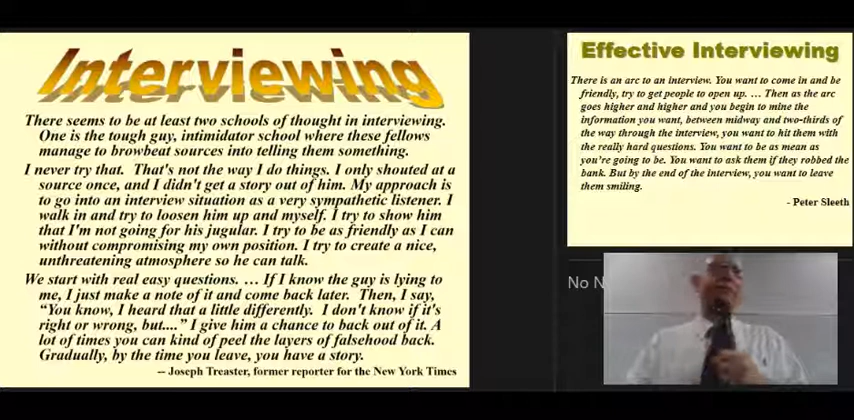 Interviewing
There seems to be at least two schools of thought in interviewing.
One is the tough guy, intimidator school where these fellows
manage to browbeat sources into telling them something.
I never try that.  That's not the way I do things. I only shouted at a
source once, and I didn't get a story out of him. My approach is
to go into an interview situation as a very sympathetic listener. I
walk in and try to loosen him up and myself. I try to show him
that I'm not going for his jugular. I try to be as friendly as I can
without compromising my own position. I try to create a nice,
unthreatening atmosphere so he can talk.
We start with real easy questions. … If I know the guy is lying to
me, I just make a note of it and come back later.  Then, I say,
“You know, I heard that a little differently.  I don't know if it's
right or wrong, but....” I give him a chance to back out of it. A
lot of times you can kind of peel the layers of falsehood back.
Gradually, by the time you leave, you have a story.
-- Joseph Treaster, former reporter for the New York Times
Effective Interviewing
There is an arc to an interview. You want to come in and be
friendly, try to get people to open up. … Then as the arc
goes higher and higher and you begin to mine the
information you want, between midway and two-thirds of
the way through the interview, you want to hit them with
the really hard questions. You want to be as mean as
you're going to be. You want to ask them if they robbed the
bank. But by the end of the interview, you want to leave
them smiling.
- Peter Sleeth
No N